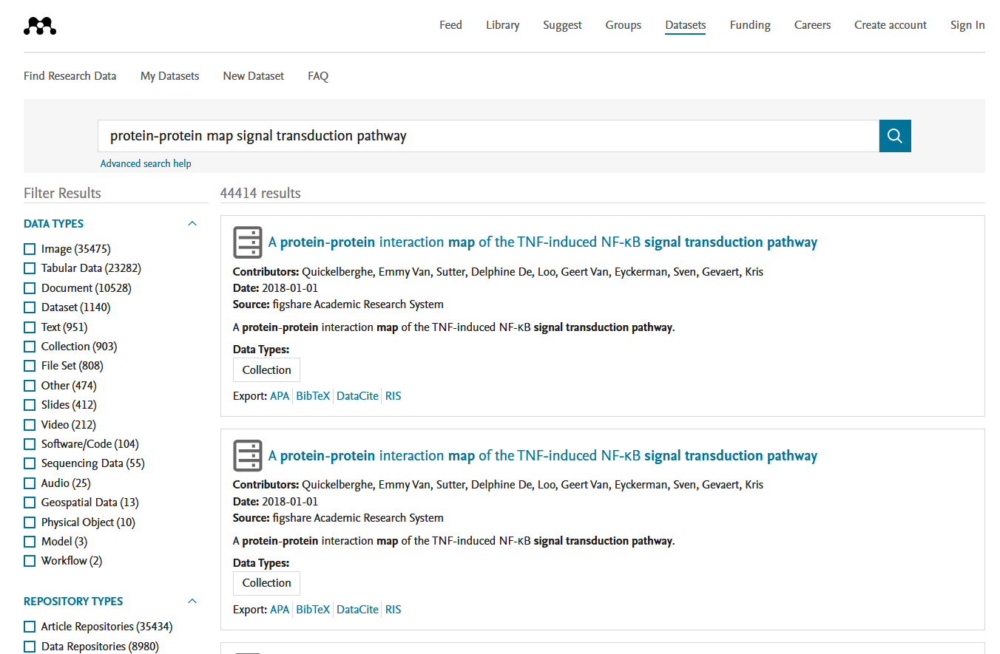 Feed Library Suggest Groups Datasets Funding Careers Create account Sign In
Find Research Data My Datasets New Dataset FAQ
protein-protein map signal transduction pathway
Advanced search help
Filter Results
DATA TYPES
Image (35475)
Tabular Data (23282)
Document (10528)
Dataset (1140)
Text (951)
Collection (903)
File Set (808)
Other (474)
Slides (412)
Video (212)
Software/Code (104)
Sequencing Data (55)
Audio (25)
Geospatial Data (13)
Physical Object (10)
Model (3)
Workflow (2)
REPOSITORY TYPES
Article Repositories (35434)
Data Repositories (8980)
44414 results
A protein-protein interaction map of the TNF-induced NF-κB signal transduction pathway
Contributors: Quickelberghe, Emmy Van, Sutter, Delphine De, Loo, Geert Van, Eyckerman, Sven, Gevaert, Kris
Date: 2018-01-01
Source: figshare Academic Research System
A protein-protein interaction map of the TNF-induced NF-κB signal transduction pathway.
Data Types:
Collection
Export: APA BibTeX DataCite RIS
A protein-protein interaction map of the TNF-induced NF-κB signal transduction pathway
Contributors: Quickelberghe, Emmy Van, Sutter, Delphine De, Loo, Geert Van, Eyckerman, Sven, Gevaert, Kris
Date: 2018-01-01
Source: figshare Academic Research System
A protein-protein interaction map of the TNF-induced NF-κB signal transduction pathway.
Data Types:
Collection
Export: APA BibTeX DataCite RIS